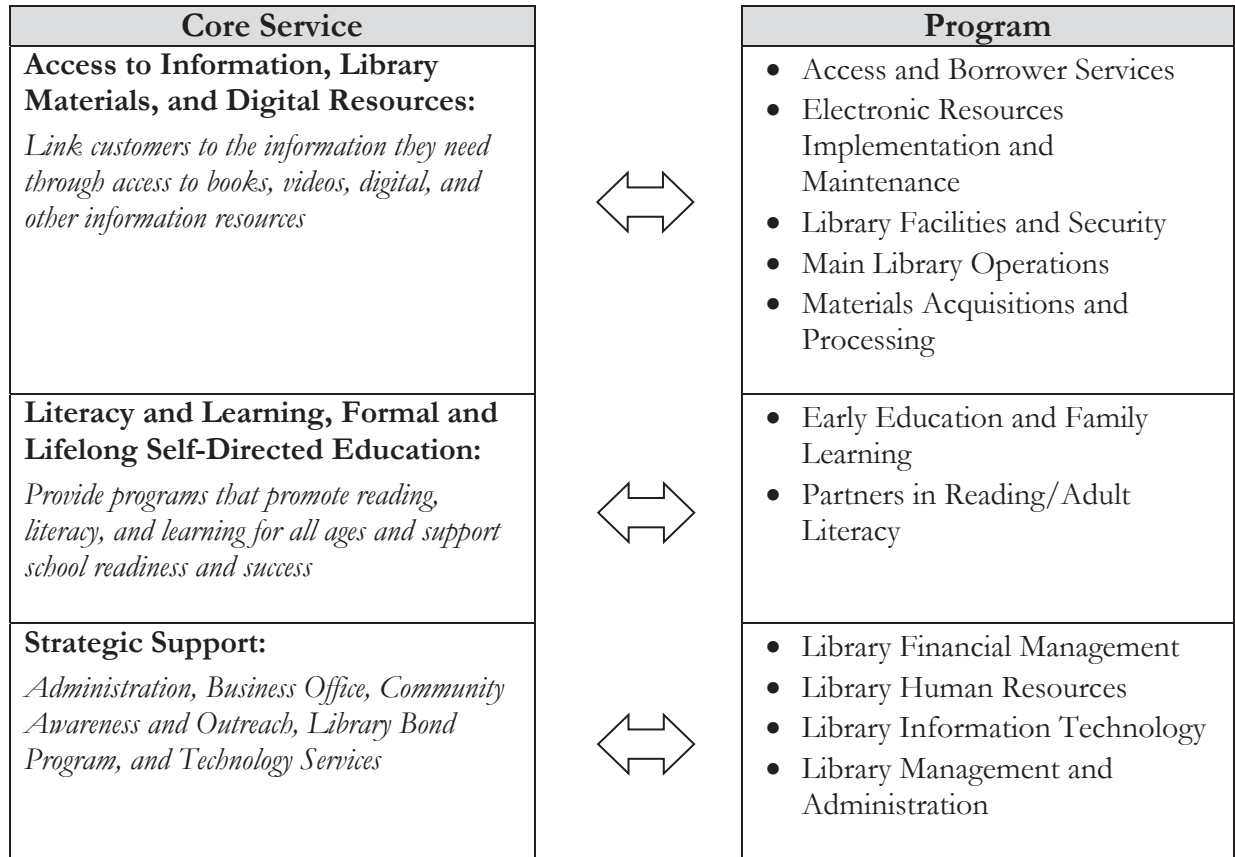 Core Service
Program
Access to Information, Library
Materials, and Digital Resources:
Link customers to the information they need
through access to books, videos, digital, and
other information resources
• Access and Borrower Services
• Electronic Resources
Implementation and
Maintenance
• Library Facilities and Security
• Main Library Operations
• Materials Acquisitions and
Processing
Literacy and Learning, Formal and
Lifelong Self-Directed Education:
Provide programs that promote reading,
literacy, and learning for all ages and support
school readiness and success
• Early Education and Family
Learning
• Partners in Reading/Adult
Literacy
Strategic Support:
Administration, Business Office, Community
Awareness and Outreach, Library Bond
Program, and Technology Services
• Library Financial Management
• Library Human Resources
• Library Information Technology
• Library Management and
Administration